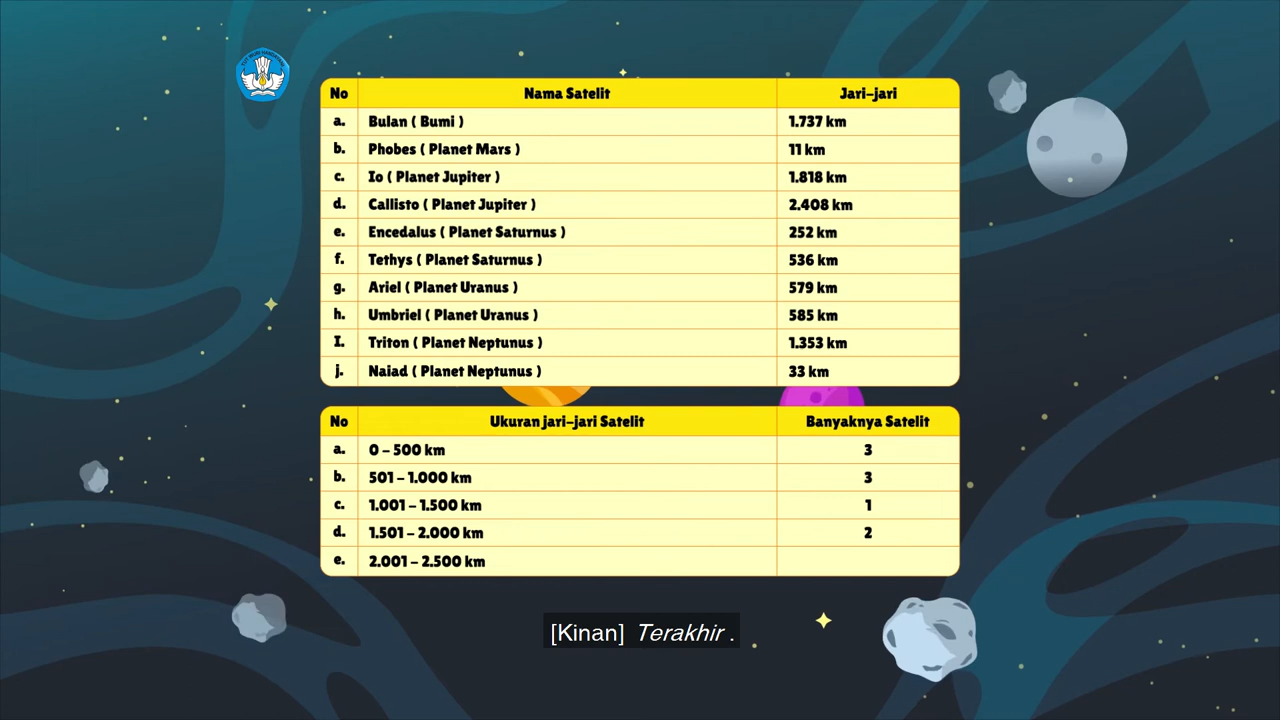 No Nama Satelit Jari-jari
a. Bulan ( Bumi ) 1.737 km
b. Phobes ( Planet Mars ) 11 km
c. Io ( Planet Jupiter ) 1.818 km
d. Callisto ( Planet Jupiter ) 2.408 km
e. Encedalus ( Planet Saturnus ) 252 km
f. Tethys ( Planet Saturnus ) 536 km
g. Ariel ( Planet Uranus ) 579 km
h. Umbriel ( Planet Uranus ) 585 km
I. Triton ( Planet Neptunus ) 1.353 km
j. Naiad ( Planet Neptunus ) 33 km
No Ukuran jari-jari Satelit Banyaknya Satelit
a. 0 - 500 km 3
b. 501 - 1.000 km 3
c. 1.001 - 1.500 km 1
d. 1.501 - 2.000 km 2
e. 2.001 - 2.500 km
[Kinan] Terakhir .